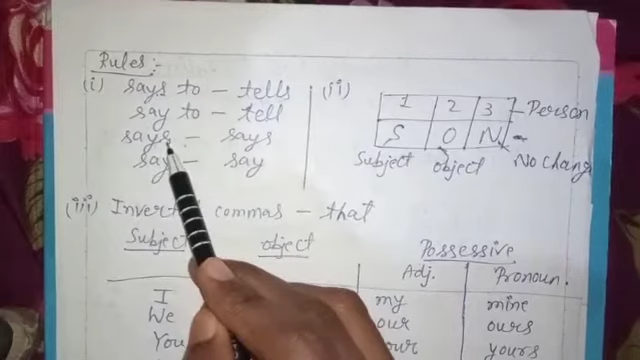 Rules:-
(i) says to - tells
say to - tell
says - says
say - say
(ii)
1 2 3 - Person
S O N
Subject object No Change
(iii) Inverted commas - that
Subject object
Possessive
Adj. Pronoun.
I my mine
We our ours
You yours